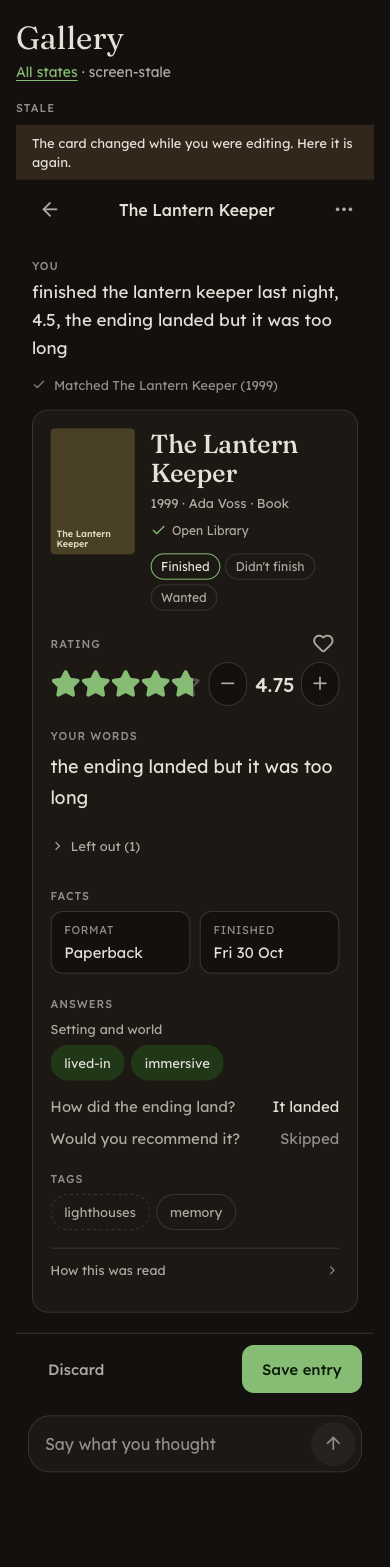 Gallery
All states · screen-stale
STALE
The card changed while you were editing. Here it is
again.
The Lantern Keeper
YOU
finished the lantern keeper last night,
4.5, the ending landed but it was too
long
Matched The Lantern Keeper (1999)
The Lantern
Keeper
The Lantern
Keeper
1999 · Ada Voss · Book
Open Library
Finished
Didn't finish
Wanted
RATING
4.75
YOUR WORDS
the ending landed but it was too
long
Left out (1)
FACTS
FORMAT
Paperback
FINISHED
Fri 30 Oct
ANSWERS
Setting and world
lived-in
immersive
How did the ending land? It landed
Would you recommend it? Skipped
TAGS
lighthouses
memory
How this was read
Discard
Save entry
Say what you thought